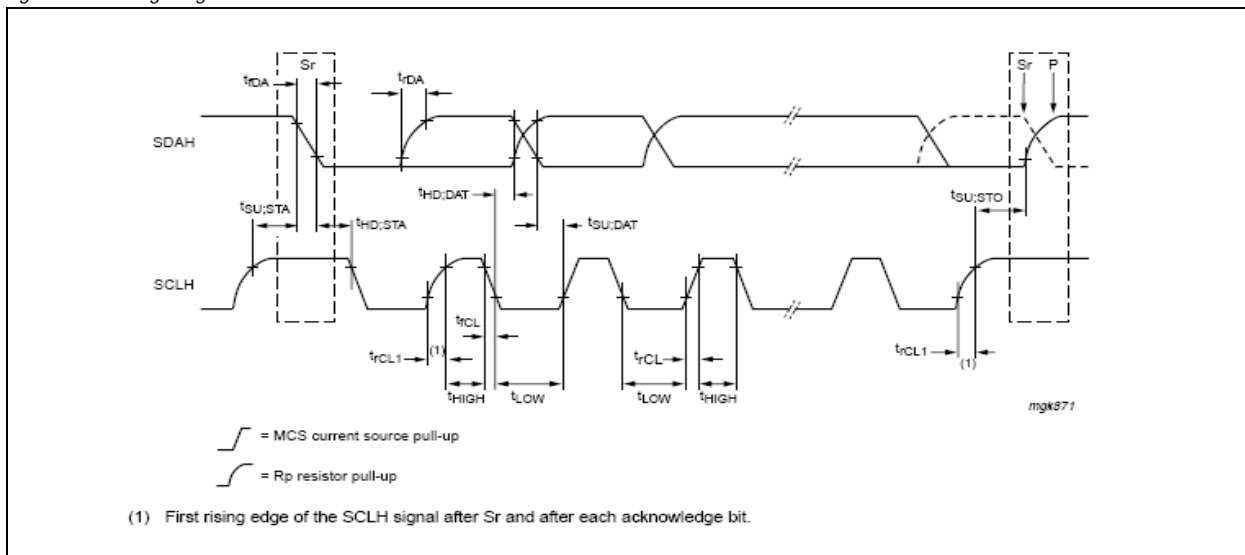 Sr
Sr P
tfDA
trDA
SDAH
tHD;DAT
tSU;STO
tSU;STA
tHD;STA
tSU;DAT
SCLH
tfCL
trCL1
(1)
trCL
trCL1
(1)
tHIGH
tLOW
tLOW
tHIGH
mgk871
= MCS current source pull-up
= Rp resistor pull-up
(1) First rising edge of the SCLH signal after Sr and after each acknowledge bit.